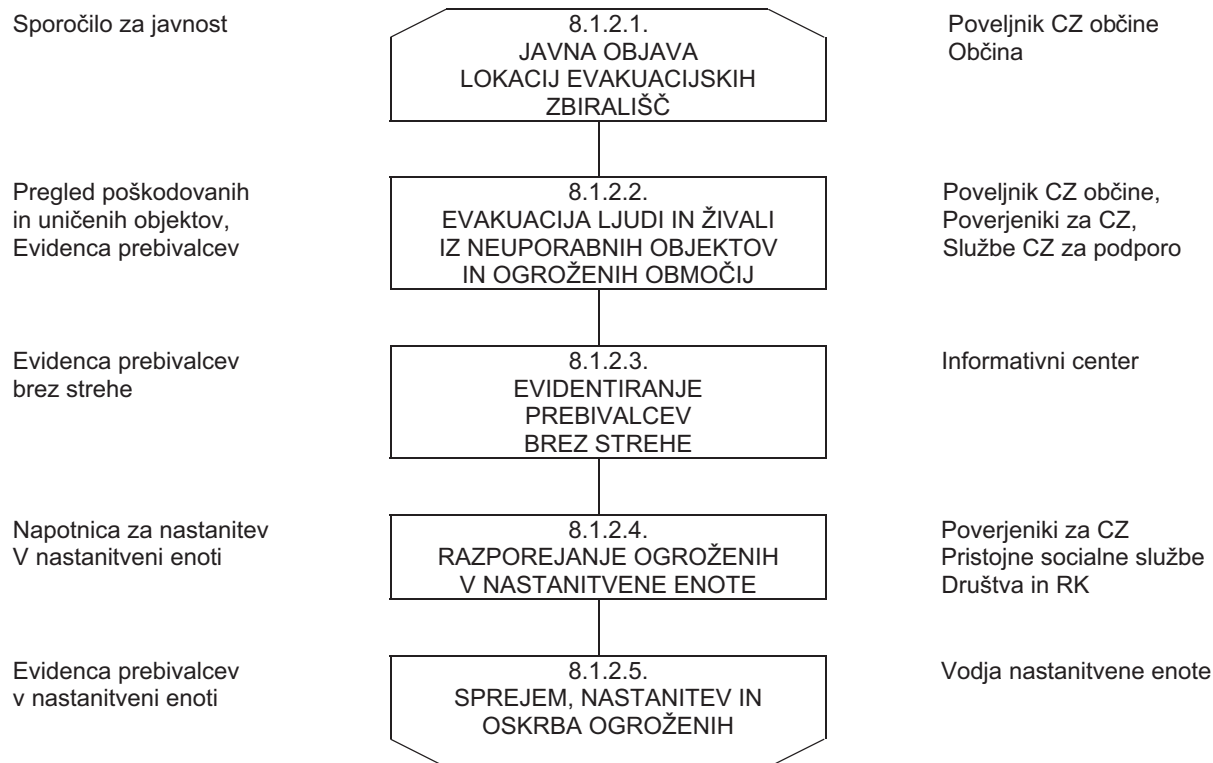 Sporočilo za javnost
8.1.2.1.
JAVNA OBJAVA
LOKACIJ EVAKUACIJSKIH
ZBIRALIŠČ
Poveljnik CZ občine
Občina
Pregled poškodovanih
in uničenih objektov,
Evidenca prebivalcev
8.1.2.2.
EVAKUACIJA LJUDI IN ŽIVALI
IZ NEUPORABNIH OBJEKTOV
IN OGROŽENIH OBMOČIJ
Poveljnik CZ občine,
Poverjeniki za CZ,
Službe CZ za podporo
Evidenca prebivalcev
brez strehe
8.1.2.3.
EVIDENTIRANJE
PREBIVALCEV
BREZ STREHE
Informativni center
Napotnica za nastanitev
V nastanitveni enoti
8.1.2.4.
RAZPOREJANJE OGROŽENIH
V NASTANITVENE ENOTE
Poverjeniki za CZ
Pristojne socialne službe
Društva in RK
Evidenca prebivalcev
v nastanitveni enoti
8.1.2.5.
SPREJEM, NASTANITEV IN
OSKRBA OGROŽENIH
Vodja nastanitvene enote